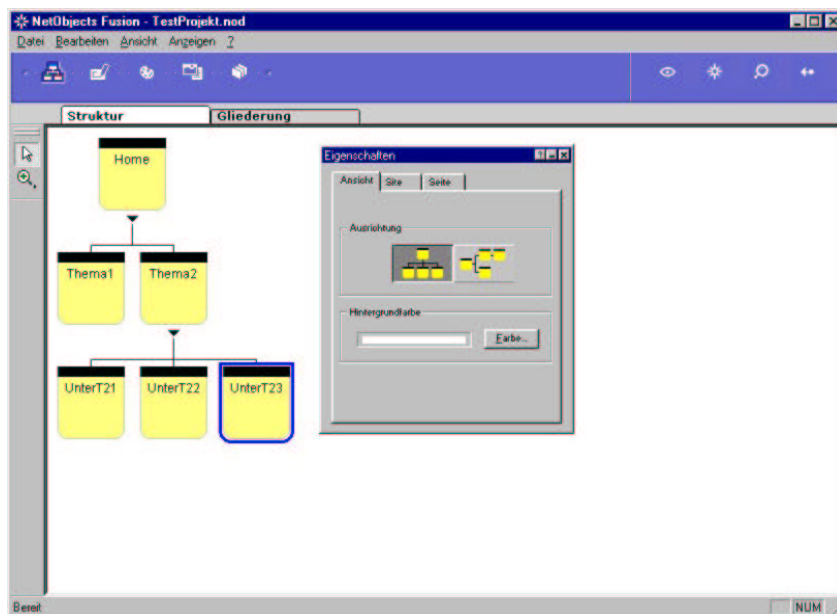 NetObjects Fusion - TestProjekt.nod
Datei Bearbeiten Ansicht Anzeigen ?
Struktur Gliederung
Home
Thema1 Thema2
UnterT21 UnterT22 UnterT23
Eigenschaften
Ansicht Site Seite
Ausrichtung
Hintergrundfarbe
Farbe...
Bereit NUM